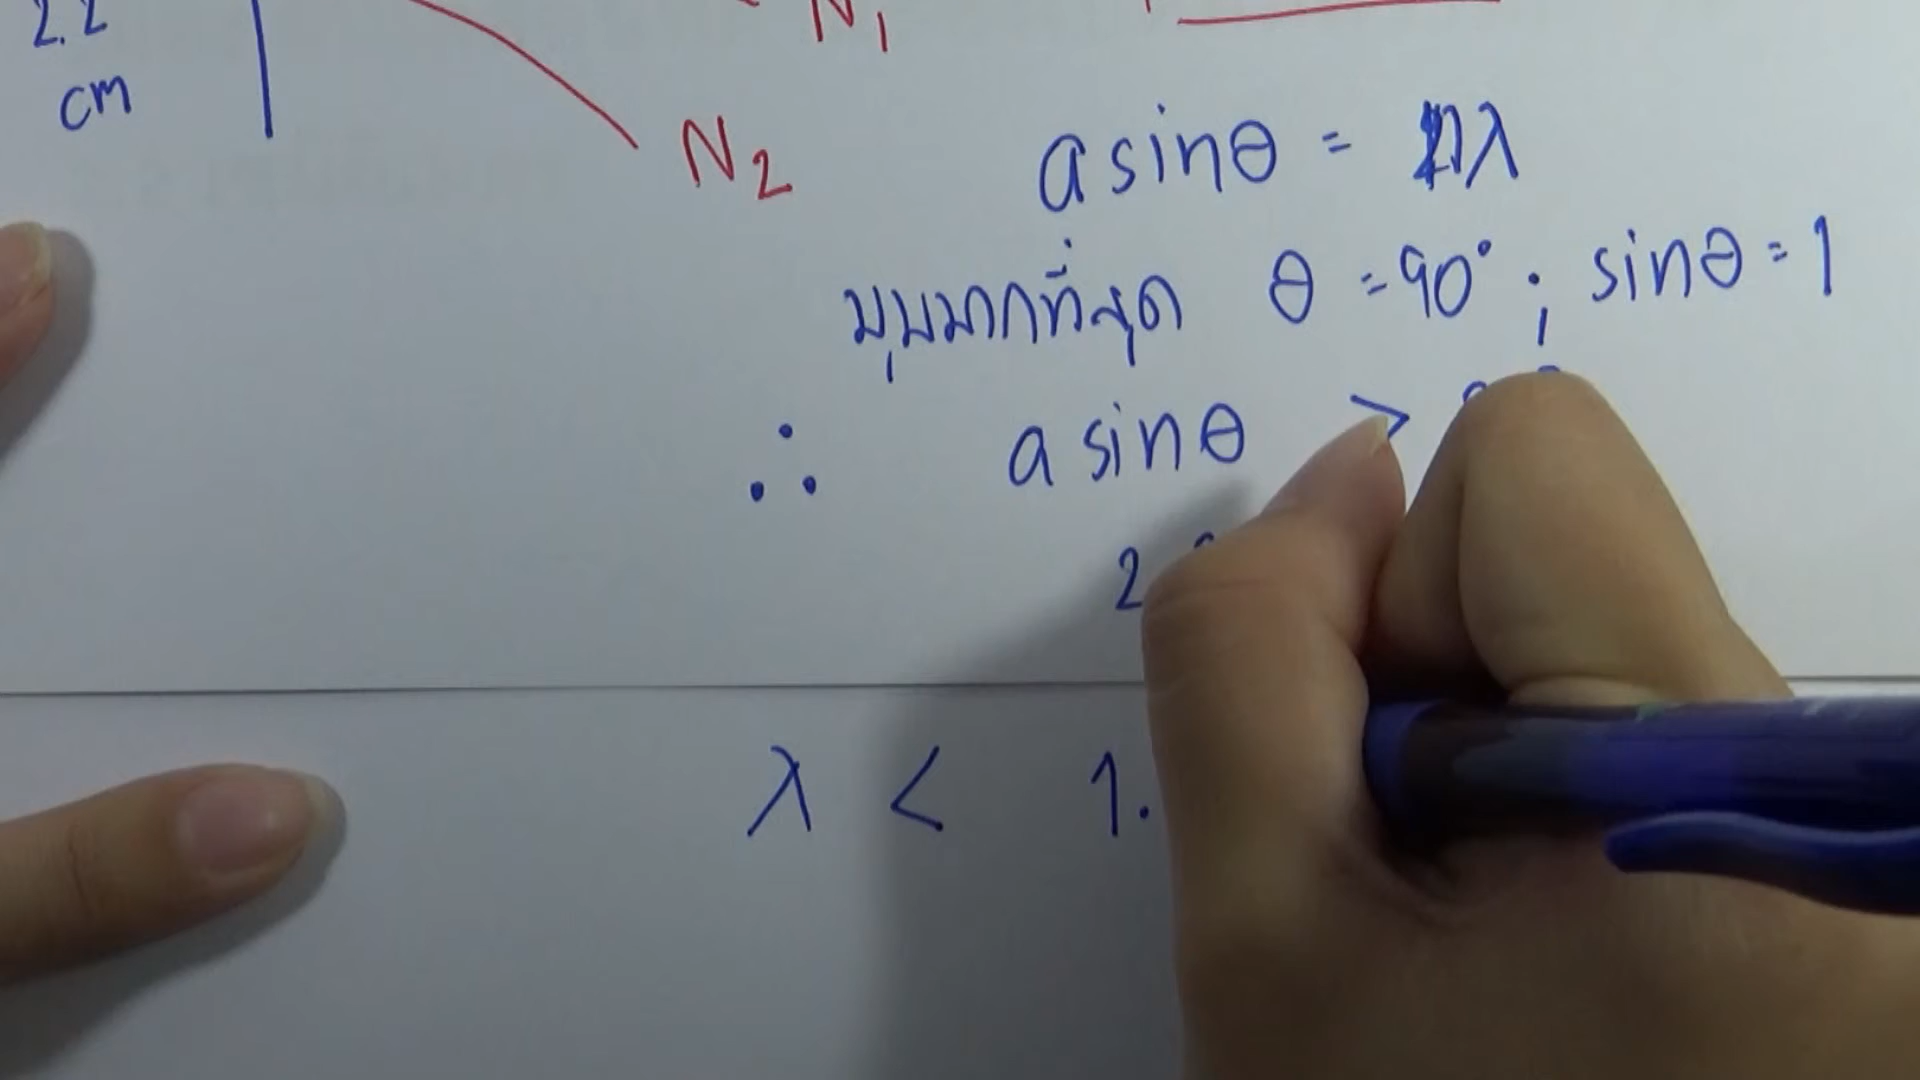 2.2
cm
N1
N2
a sinθ = nλ
มุมมากที่สุด θ = 90° ; sinθ = 1
∴ a sinθ >
2
λ < 1.